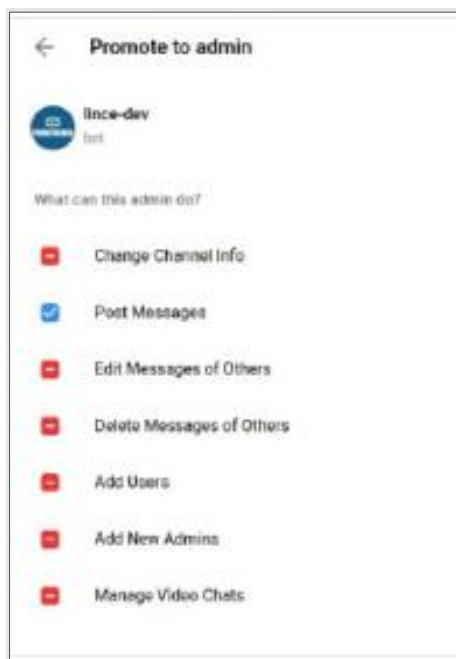 Promote to admin
lince-dev
bot
What can this admin do?
Change Channel Info
Post Messages
Edit Messages of Others
Delete Messages of Others
Add Users
Add New Admins
Manage Video Chats